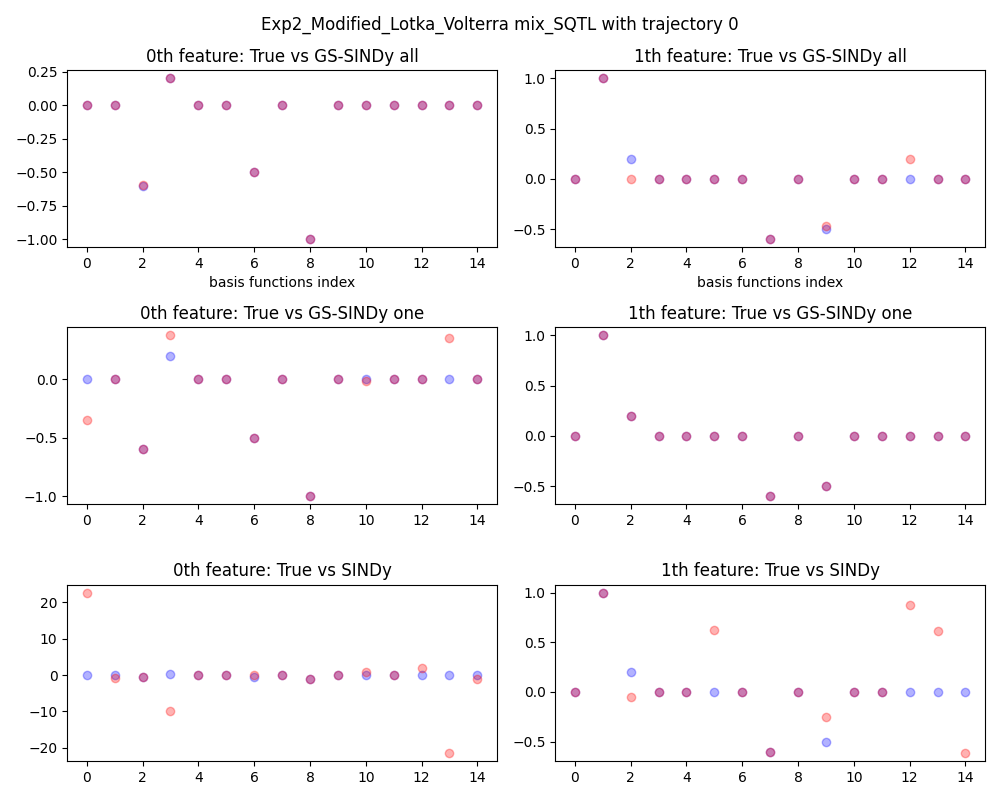 Exp2_Modified_Lotka_Volterra mix_SQTL with trajectory 0
0th feature: True vs GS-SINDy all
0.25
0.00
−0.25
−0.50
−0.75
−1.00
0 2 4 6 8 10 12 14
basis functions index
1th feature: True vs GS-SINDy all
1.0
0.5
0.0
−0.5
0 2 4 6 8 10 12 14
basis functions index
0th feature: True vs GS-SINDy one
0.0
−0.5
−1.0
0 2 4 6 8 10 12 14
1th feature: True vs GS-SINDy one
1.0
0.5
0.0
−0.5
0 2 4 6 8 10 12 14
0th feature: True vs SINDy
20
10
0
−10
−20
0 2 4 6 8 10 12 14
1th feature: True vs SINDy
1.0
0.5
0.0
−0.5
0 2 4 6 8 10 12 14